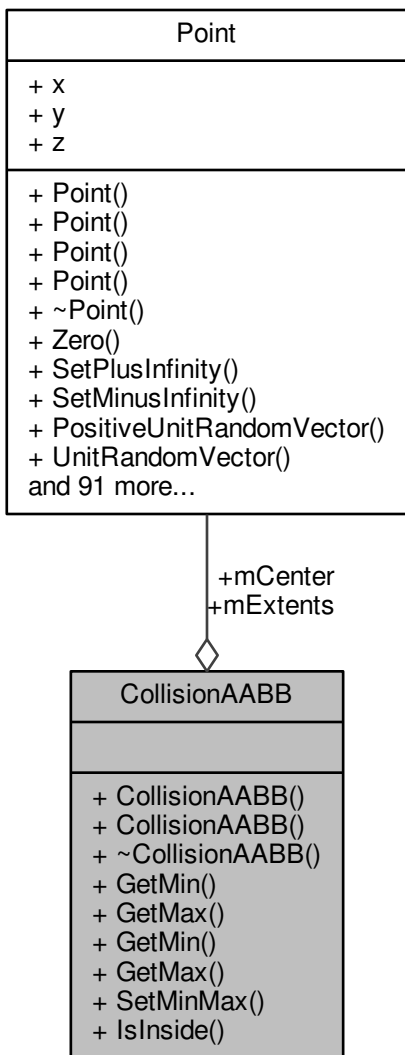 Point
+ x
+ y
+ z
+ Point()
+ Point()
+ Point()
+ Point()
+ ~Point()
+ Zero()
+ SetPlusInfinity()
+ SetMinusInfinity()
+ PositiveUnitRandomVector()
+ UnitRandomVector()
and 91 more...
+mCenter
+mExtents
CollisionAABB
+ CollisionAABB()
+ CollisionAABB()
+ ~CollisionAABB()
+ GetMin()
+ GetMax()
+ GetMin()
+ GetMax()
+ SetMinMax()
+ IsInside()